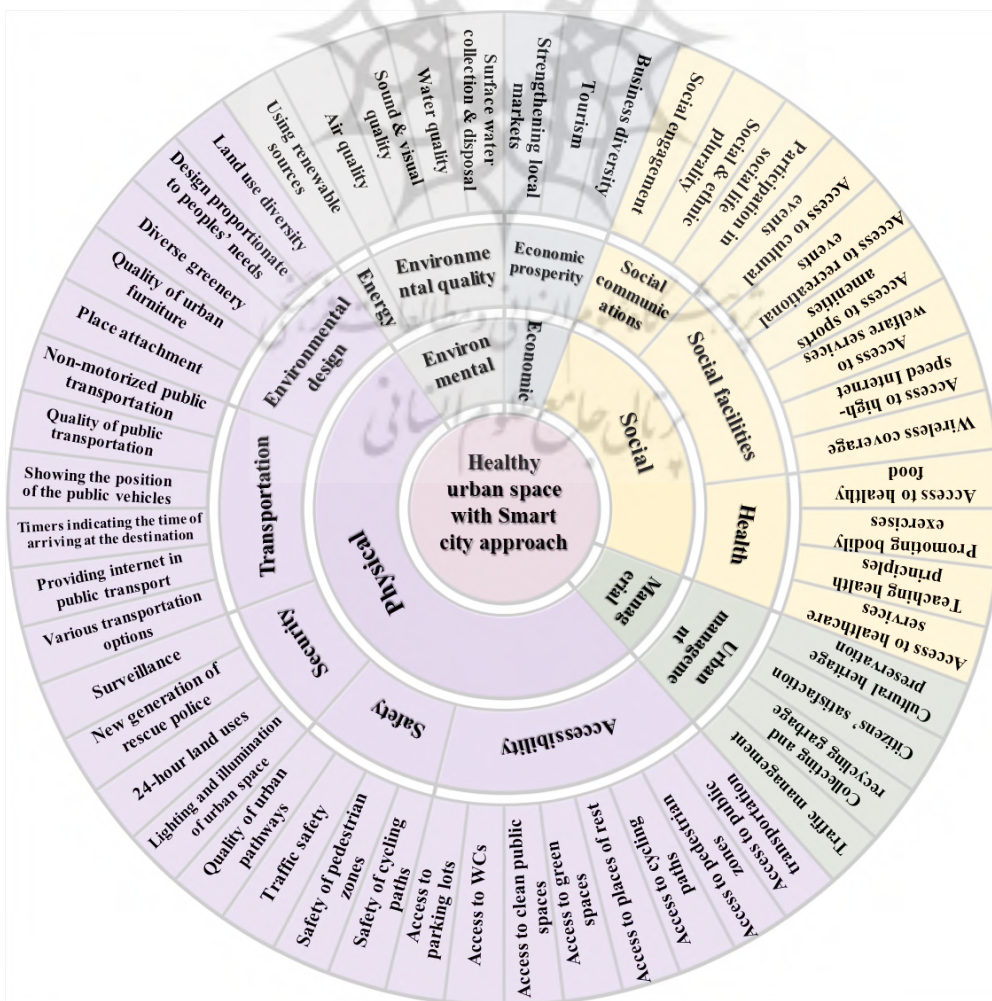 Healthy
urban space
with Smart
city approach
Economic
Social
Manag
erial
Physical
Environ
mental
Economic
prosperity
Social
communic
ations
Social facilities
Health
Urban
manageme
nt
Accessibility
Safety
Security
Transportation
Environmental
design
Energy
Environme
ntal quality
Strengthening local
markets
Tourism
Business diversity
Social engagement
Social & ethnic
plurality
Participation in
social life
events
Access to cultural
events
Access to recreational
amenities
Access to sports
welfare services
Access to
speed Internet
Access to high-
Wireless coverage
food
Access to healthy
exercises
Promoting bodily
principles
Teaching health
services
Access to healthcare
preservation
Cultural heritage
Citizens’ satisfaction
recycling garbage
Collecting and
Traffic management
transportation
Access to public
zones
Access to pedestrian
paths
Access to cycling
Access to places of rest
Access to green
spaces
Access to clean public
spaces
Access to WCs
Access to
parking lots
Safety of cycling
paths
Safety of pedestrian
zones
Traffic safety
Quality of urban
pathways
Lighting and illumination
of urban space
24-hour land uses
New generation of
rescue police
Surveillance
Various transportation
options
Providing internet in
public transport
Timers indicating the time of
arriving at the destination
Showing the position
of the public vehicles
Quality of public
transportation
Non-motorized public
transportation
Place attachment
Quality of urban
furniture
Diverse greenery
Design proportionate
to peoples’ needs
Land use diversity
Using renewable
sources
Air quality
Sound & visual
quality
Water quality
Surface water
collection & disposal
پرتال جامع علوم انسانی